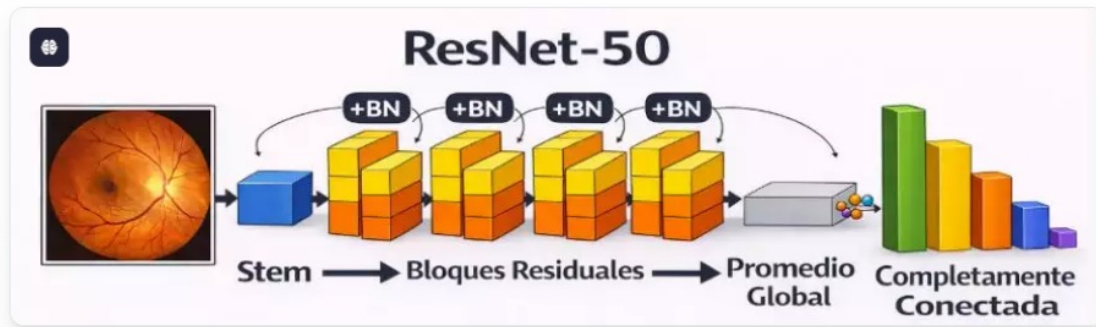 ResNet-50
+BN
+BN
+BN
+BN
Stem
Bloques Residuales
Promedio
Global
Completamente
Conectada